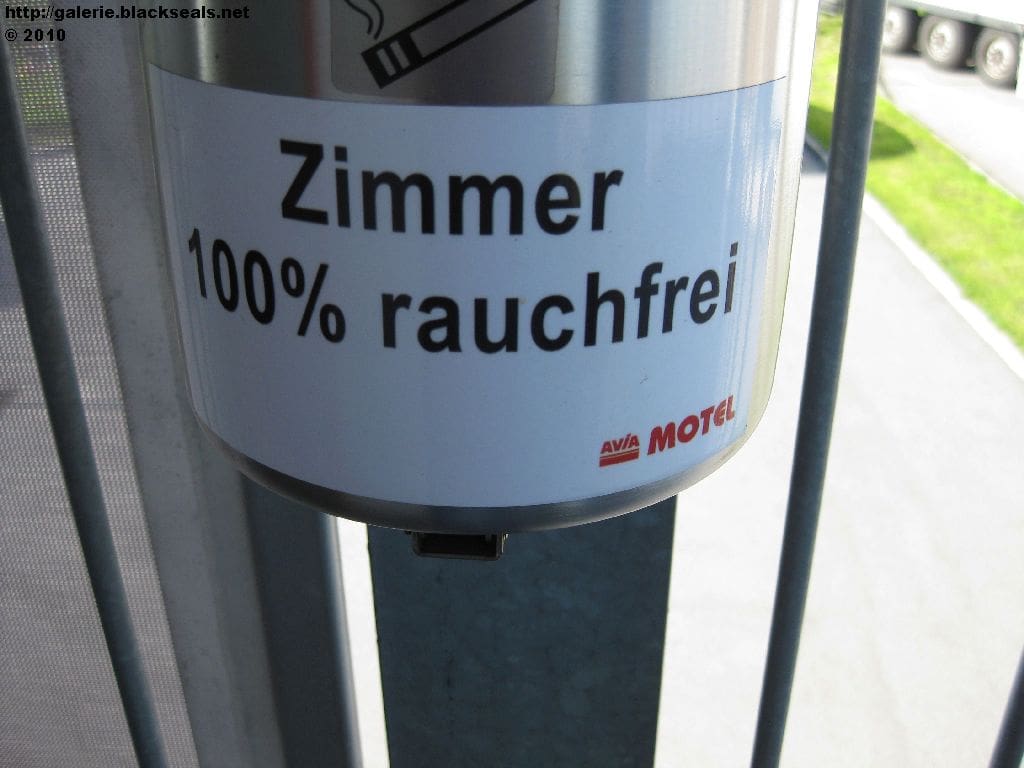 http://galerie.blackseals.net
© 2010
Zimmer
100% rauchfrei
AVIA MOTEL